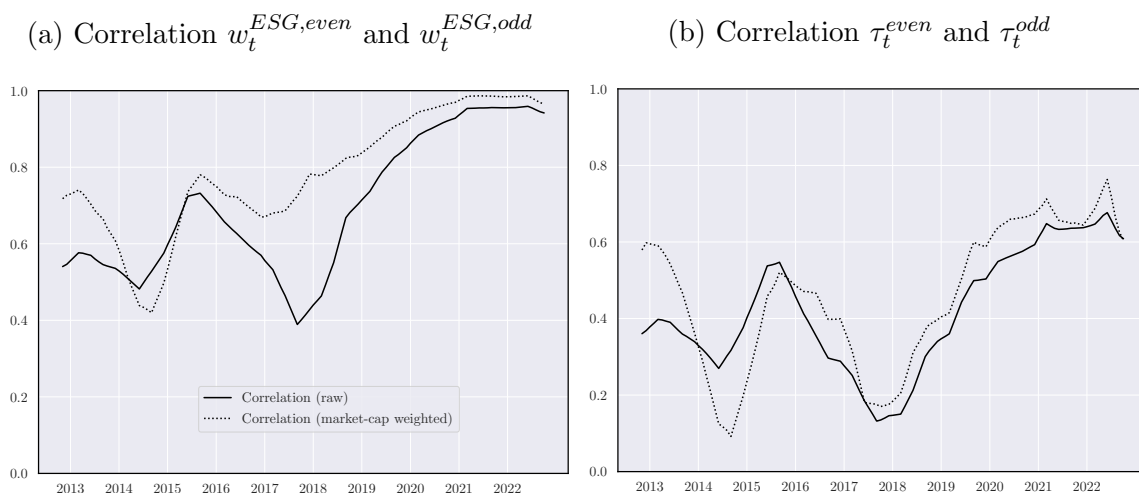 (a) Correlation $w_t^{ESG,even}$ and $w_t^{ESG,odd}$
1.0
0.8
0.6
0.4
0.2
0.0
2013 2014 2015 2016 2017 2018 2019 2020 2021 2022
Correlation (raw)
Correlation (market-cap weighted)
(b) Correlation $\tau_t^{even}$ and $\tau_t^{odd}$
1.0
0.8
0.6
0.4
0.2
0.0
2013 2014 2015 2016 2017 2018 2019 2020 2021 2022